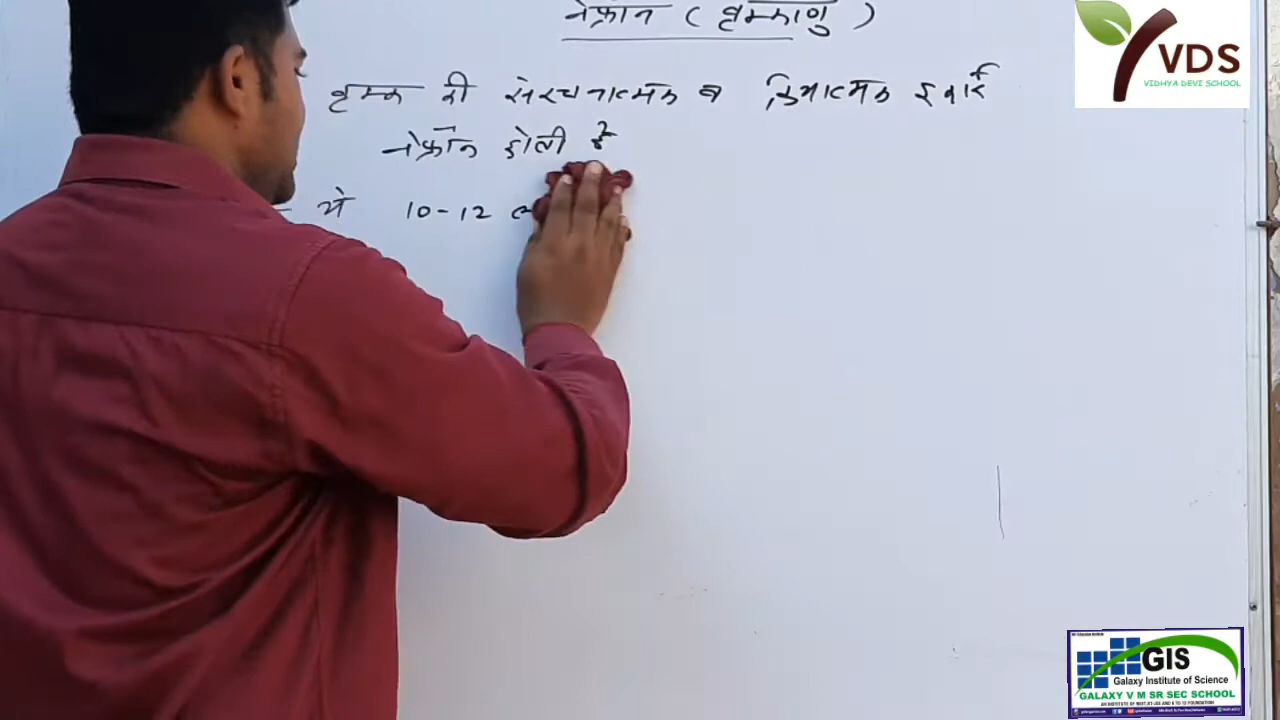 नेफ्रॉन ( वृक्काणु )
वृक्क की संरचनात्मक व क्रियात्मक इकाई
नेफ्रॉन होती है
में 10-12
VDS
VIDHYA DEVI SCHOOL
GIS
Galaxy Institute of Science
GALAXY V M SR SEC SCHOOL